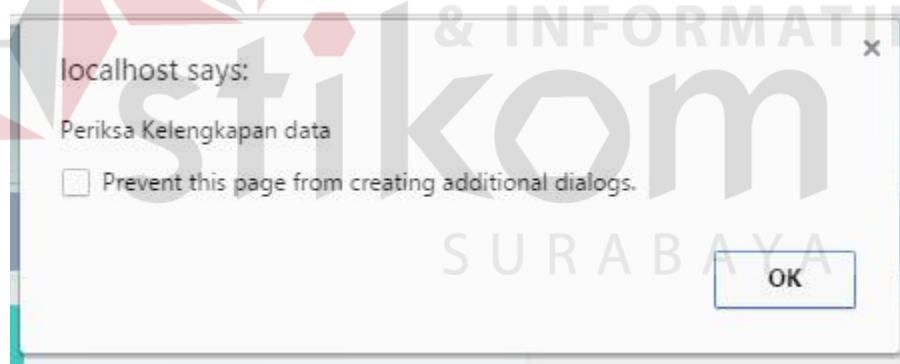 & INFORMATI
localhost says:
×
stikom
Periksa Kelengkapan data
Prevent this page from creating additional dialogs.
SURABAYA
OK